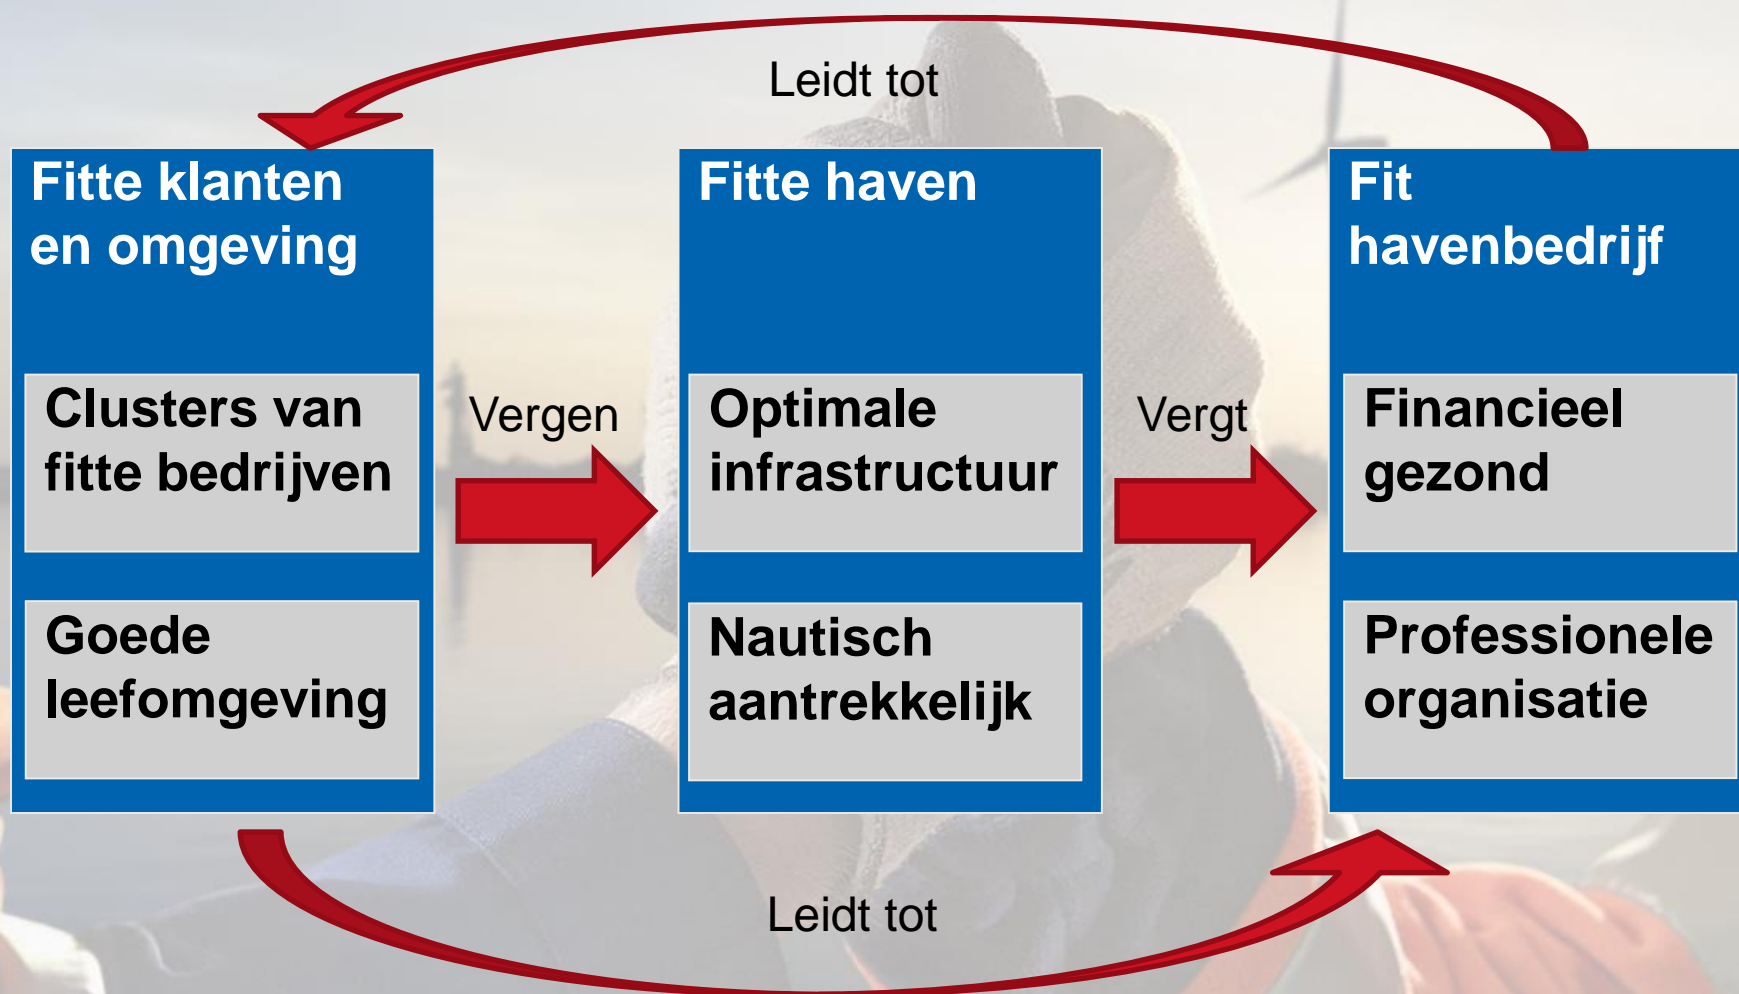 Leidt tot
Fitte klanten
en omgeving
Clusters van
fitte bedrijven
Goede
leefomgeving
Vergen
Fitte haven
Optimale
infrastructuur
Nautisch
aantrekkelijk
Vergt
Fit
havenbedrijf
Financieel
gezond
Professionele
organisatie
Leidt tot